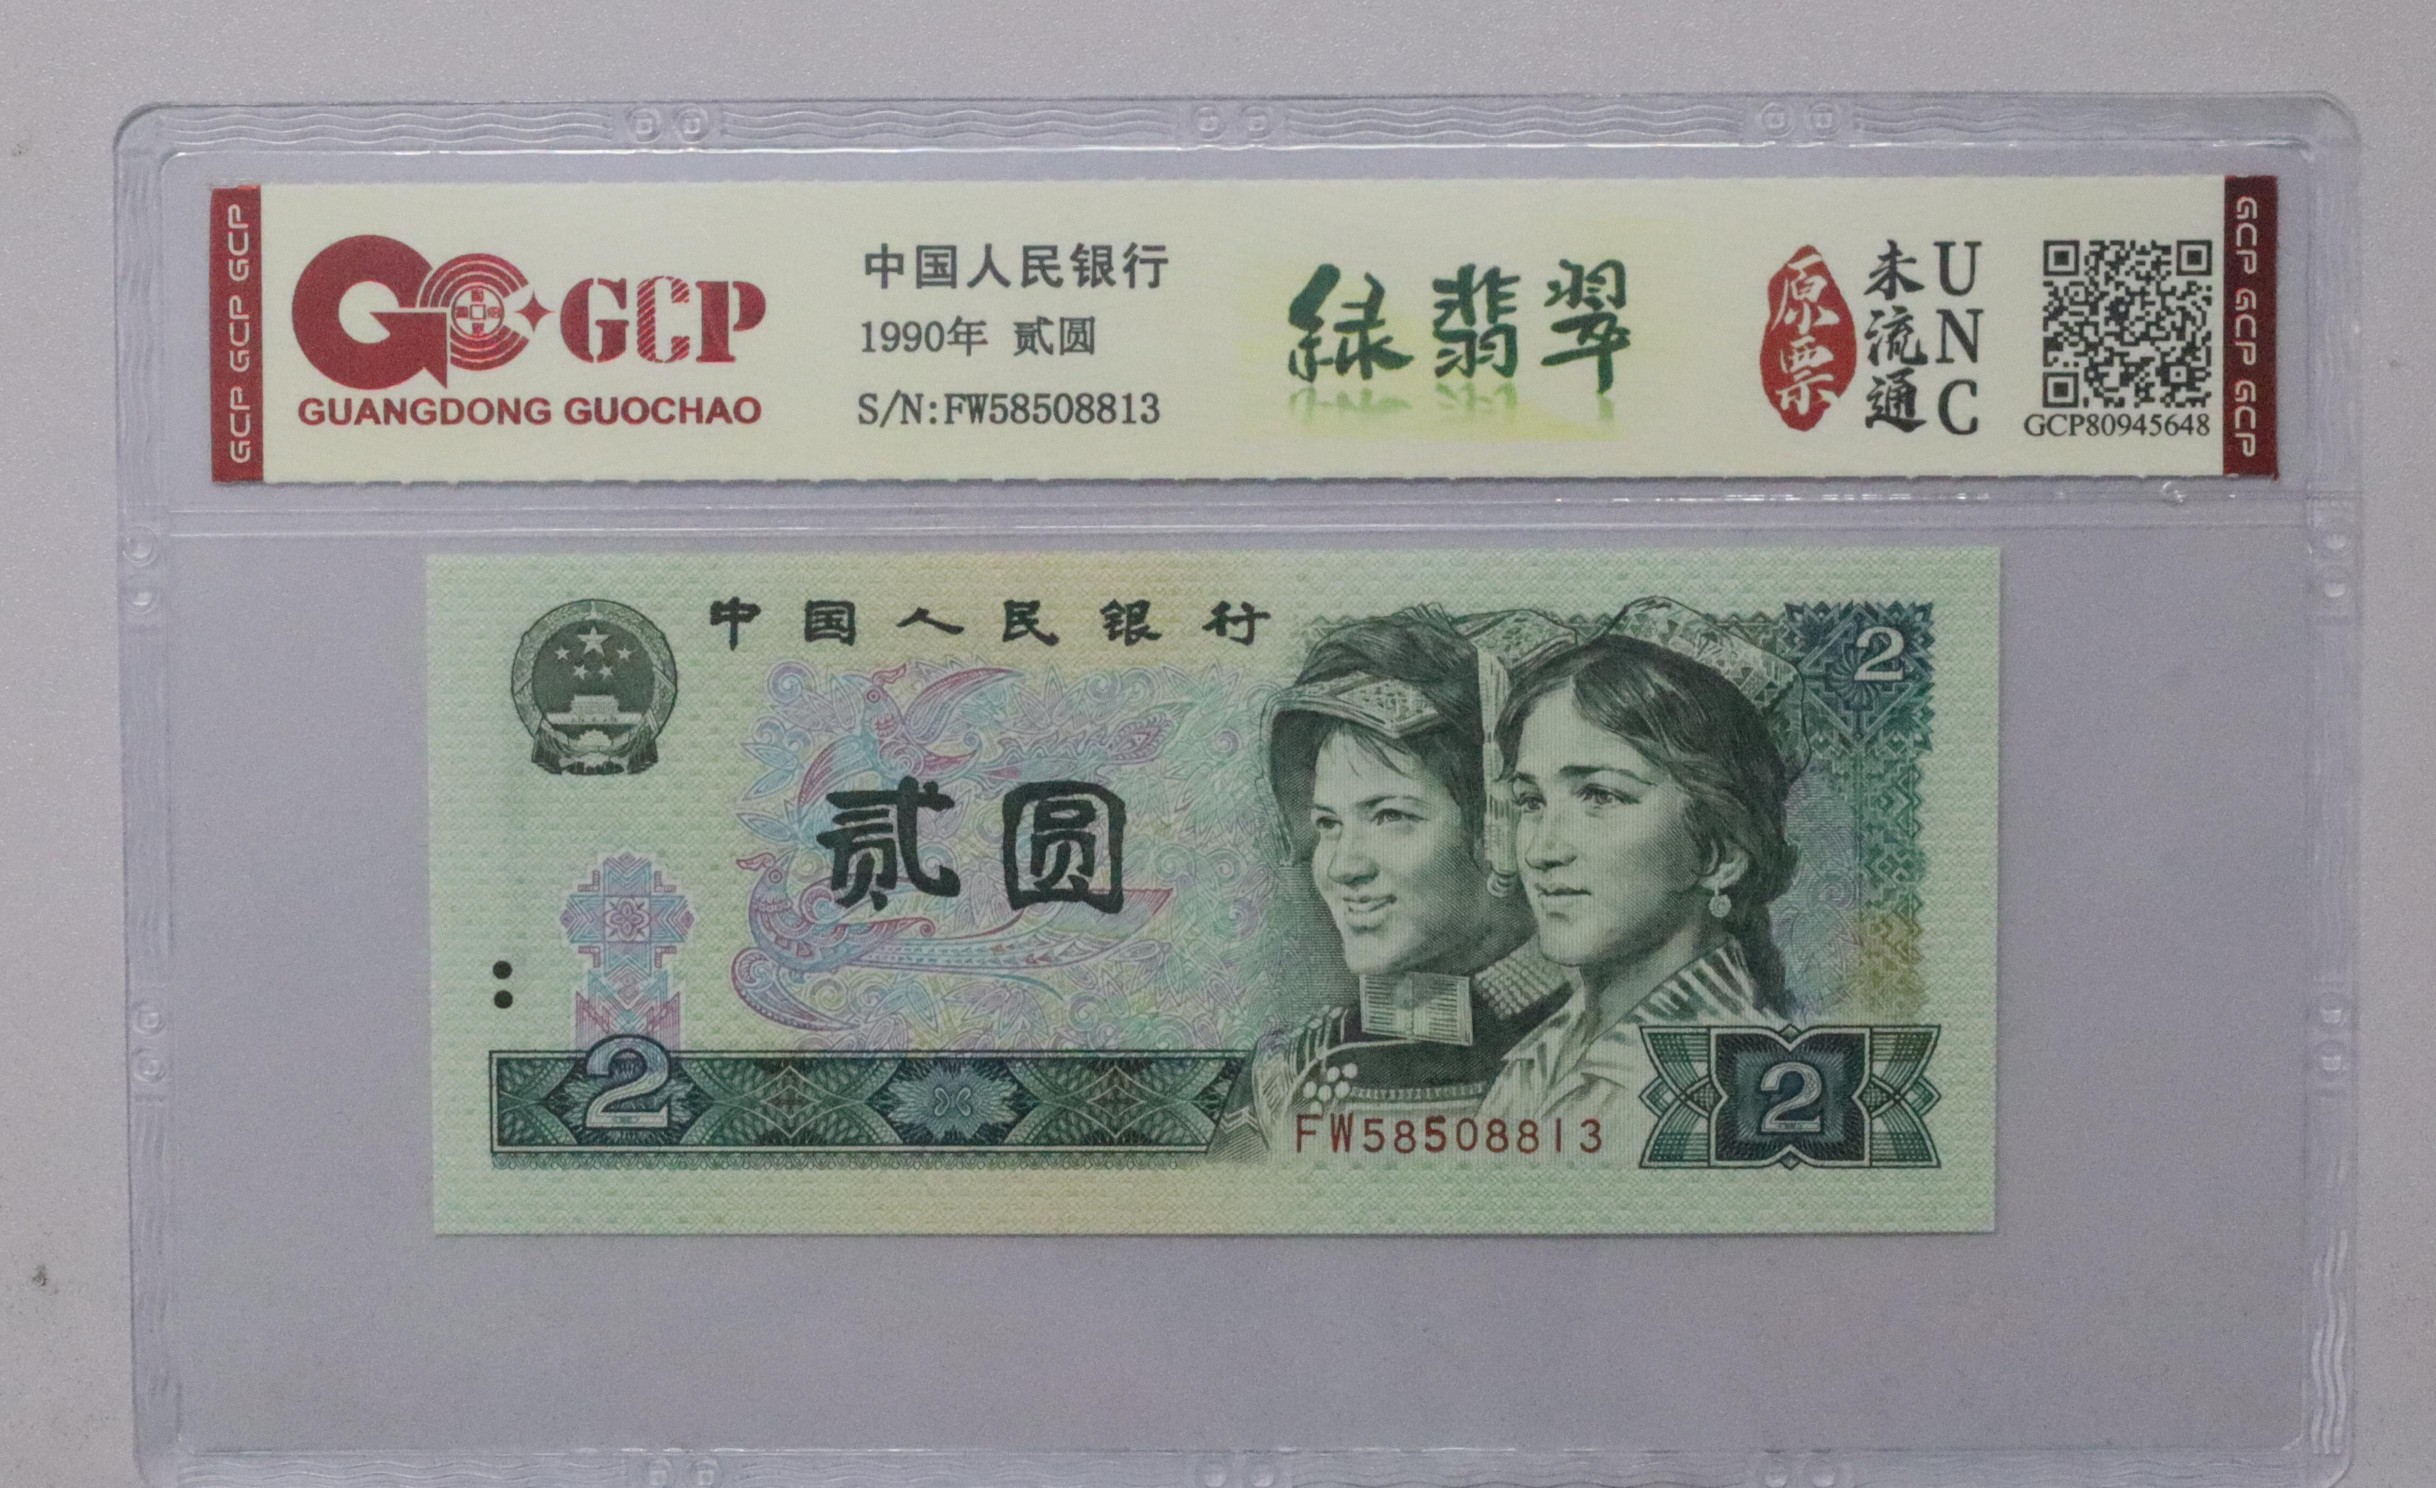 GCP GCP GCP
GCP
GUANGDONG GUOCHAO
中国人民银行
1990年 贰圆
S/N:FW58508813
绿翡翠
原票
未流通
UNC
GCP80945648
GCP GCP GCP
中国人民银行
2
贰圆
2
FW58508813
2